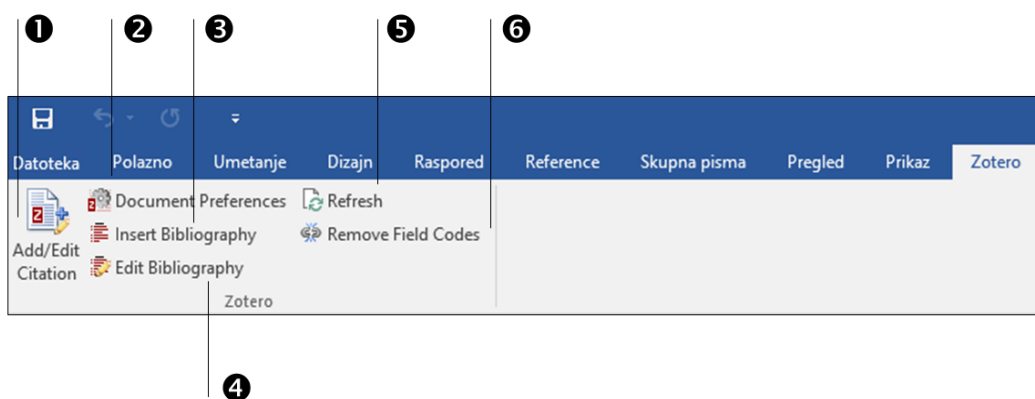 ❶ ❷ ❸ ❺ ❻
Datoteka Polazno Umetanje Dizajn Raspored Reference Skupna pisma Pregled Prikaz Zotero
Document Preferences Refresh
Insert Bibliography Remove Field Codes
Add/Edit
Citation
Edit Bibliography
Zotero
❹